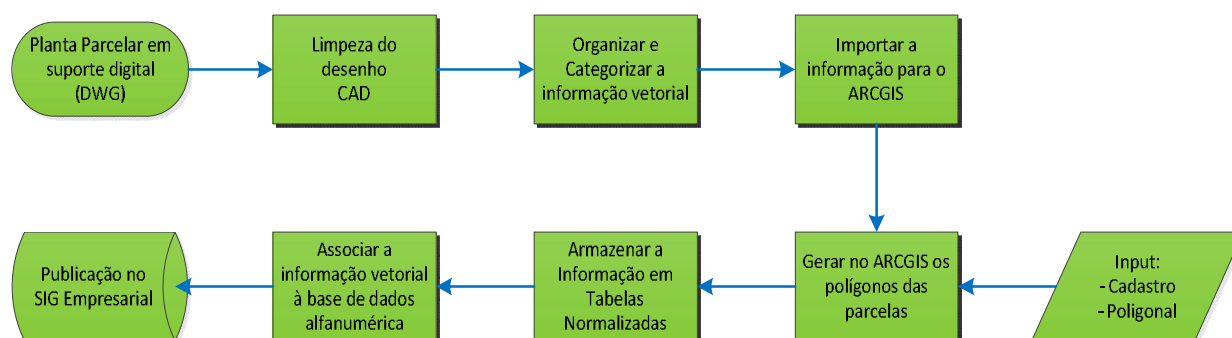 Planta Parcelar em
suporte digital
(DWG)
Limpeza do
desenho
CAD
Organizar e
Categorizar a
informação vetorial
Importar a
informação para o
ARCGIS
Publicação no
SIG Empresarial
Associar a
informação vetorial
à base de dados
alfanumérica
Armazenar a
Informação em
Tabelas
Normalizadas
Gerar no ARCGIS os
polígonos das
parcelas
Input:
- Cadastro
- Poligonal